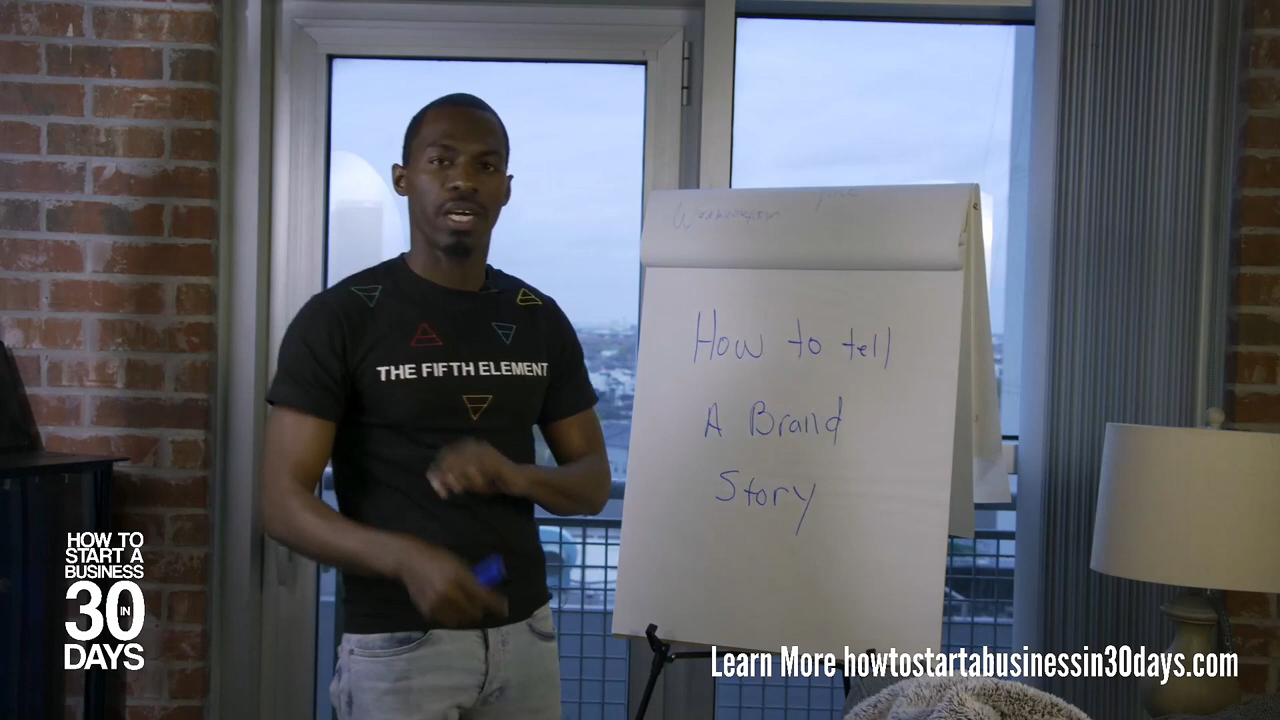 THE FIFTH ELEMENT
How to tell
A Brand
Story
HOW TO
START A
BUSINESS
30 IN
DAYS
Learn More howtostartabusinessin30days.com